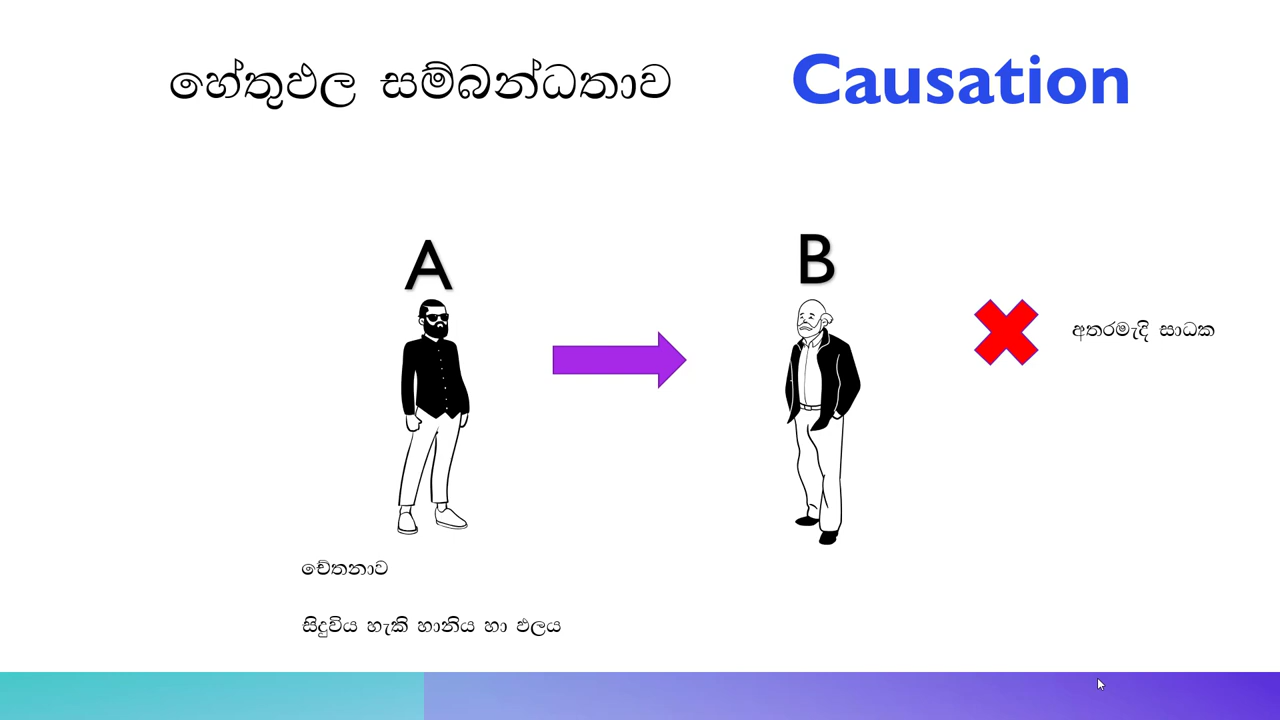 හේතුඵල සම්බන්ධතාව Causation
A
B
අතරමැදි සාධක
චේතනාව
සිදුවිය හැකි හානිය හා ඵලය